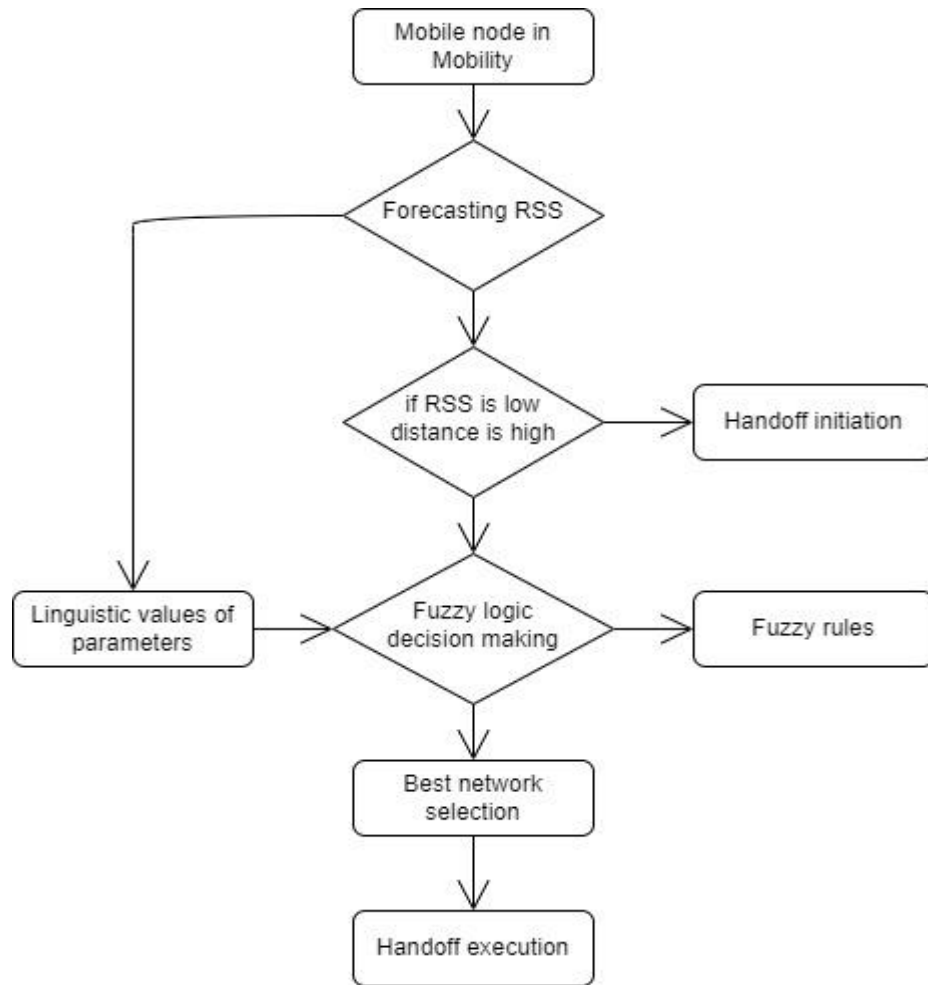 Mobile node in
Mobility
Forecasting RSS
if RSS is low
distance is high
Handoff initiation
Linguistic values of
parameters
Fuzzy logic
decision making
Fuzzy rules
Best network
selection
Handoff execution